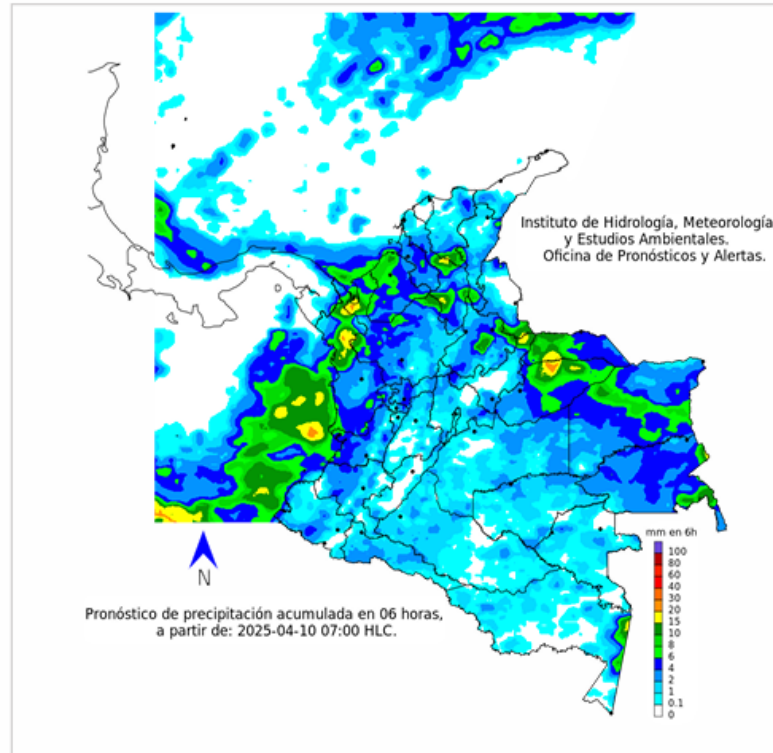 Instituto de Hidrología, Meteorología
y Estudios Ambientales.
Oficina de Pronósticos y Alertas.
mm en 6h
100
80
60
40
30
20
15
10
8
6
4
2
1
0.1
0
N
Pronóstico de precipitación acumulada en 06 horas,
a partir de: 2025-04-10 07:00 HLC.